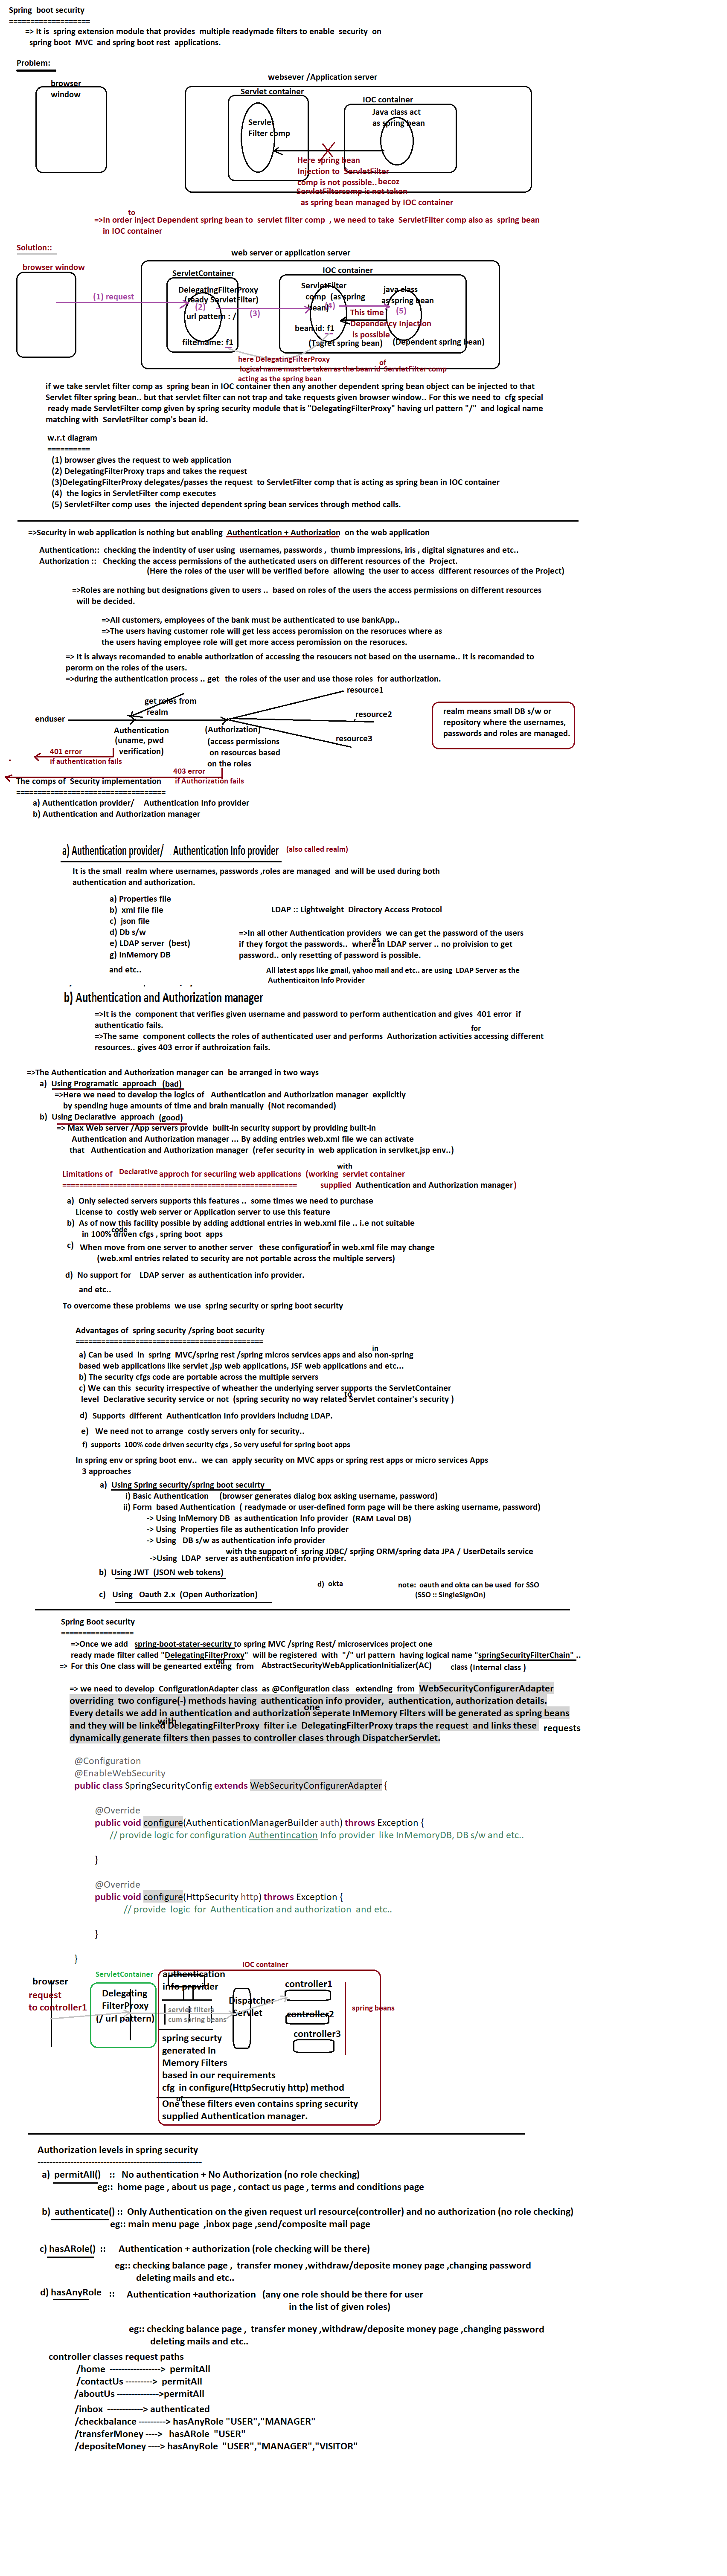 Spring boot security
===================
=> It is spring extension module that provides multiple readymade filters to enable security on
spring boot MVC and spring boot rest applications.
Problem:
websever /Application server
browser
window
Servlet container
IOC container
Servlet
Filter comp
Java class act
as spring bean
Here spring bean
Injection to ServletFilter
comp is not possible.. becoz
ServletFiltercomp is not taken
as spring bean managed by IOC container
to
=>In order inject Dependent spring bean to servlet filter comp , we need to take ServletFilter comp also as spring bean
in IOC container
Solution::
web server or application server
browser window
ServletContainer
IOC container
DelegatingFilterProxy
(ready ServletFilter)
url pattern : /
filtername: f1
ServletFilter
comp (as spring
bean)
bean id: f1
(Target spring bean)
java class
as spring bean
(Dependent spring bean)
(1) request
(2)
(3)
(4)
(5)
This time
Dependency Injection
is possible
here DelegatingFilterProxy
of
logical name must be taken as the bean id ServletFilter comp
acting as the spring bean
if we take servlet filter comp as spring bean in IOC container then any another dependent spring bean object can be injected to that
Servlet filter spring bean.. but that servlet filter can not trap and take requests given browser window.. For this we need to cfg special
ready made ServletFilter comp given by spring security module that is "DelegatingFilterProxy" having url pattern "/" and logical name
matching with ServletFilter comp's bean id.
w.r.t diagram
==========
(1) browser gives the request to web application
(2) DelegatingFilterProxy traps and takes the request
(3)DelegatingFilterProxy delegates/passes the request to ServletFilter comp that is acting as spring bean in IOC container
(4) the logics in ServletFilter comp executes
(5) ServletFilter comp uses the injected dependent spring bean services through method calls.
=>Security in web application is nothing but enabling Authentication + Authorization on the web application
Authentication:: checking the indentity of user using usernames, passwords , thumb impressions, iris , digital signatures and etc..
Authorization :: Checking the access permissions of the autheticated users on different resources of the Project.
(Here the roles of the user will be verified before allowing the user to access different resources of the Project)
=>Roles are nothing but designations given to users .. based on roles of the users the access permissions on different resources
will be decided.
=>All customers, employees of the bank must be authenticated to use bankApp..
=>The users having customer role will get less access peromission on the resoruces where as
the users having employee role will get more access peromission on the resoruces.
=> It is always recomanded to enable authorization of accessing the resoucers not based on the username.. It is recomanded to
perorm on the roles of the users.
=>during the authentication process .. get the roles of the user and use those roles for authorization.
get roles from
realm
resource1
enduser
resource2
Authentication
(uname, pwd
verification)
(Authorization)
(access permissions
on resources based
on the roles
resource3
realm means small DB s/w or
repository where the usernames,
passwords and roles are managed.
401 error
if authentication fails
403 error
if Authorization fails
The comps of Security implementation
===================================
a) Authentication provider/ Authentication Info provider
b) Authentication and Authorization manager
a) Authentication provider/ Authentication Info provider (also called realm)
It is the small realm where usernames, passwords ,roles are managed and will be used during both
authentication and authorization.
a) Properties file
b) xml file file
c) json file
d) Db s/w
e) LDAP server (best)
g) InMemory DB
and etc..
LDAP :: Lightweight Directory Access Protocol
=>In all other Authentication providers we can get the password of the users
as
if they forgot the passwords.. where in LDAP server .. no proivision to get
password.. only resetting of password is possible.
All latest apps like gmail, yahoo mail and etc.. are using LDAP Server as the
Authenticaiton Info Provider
b) Authentication and Authorization manager
=>It is the component that verifies given username and password to perform authentication and gives 401 error if
authenticatio fails.
for
=>The same component collects the roles of authenticated user and performs Authorization activities accessing different
resources.. gives 403 error if authroization fails.
=>The Authentication and Authorization manager can be arranged in two ways
a) Using Programatic approach (bad)
=>Here we need to develop the logics of Authentication and Authorization manager explicitly
by spending huge amounts of time and brain manually (Not recomanded)
b) Using Declarative approach (good)
=> Max Web server /App servers provide built-in security support by providing built-in
Authentication and Authorization manager ... By adding enteries web.xml file we can activate
that Authentication and Authorization manager (refer security in web application in servlket,jsp env..)
with
Limitations of Declarative approch for securiing web applications (working servlet container
======================================================= supplied Authentication and Authorization manager)
a) Only selected servers supports this features .. some times we need to purchase
License to costly web server or Application server to use this feature
b) As of now this facility possible by adding addtional entries in web.xml file .. i.e not suitable
code
in 100% driven cfgs , spring boot apps
c) When move from one server to another server these configuration in web.xml file may change
s
(web.xml entries related to security are not portable across the multiple servers)
d) No support for LDAP server as authentication info provider.
and etc..
To overcome these problems we use spring security or spring boot security
Advantages of spring security /spring boot security
============================================
in
a) Can be used in spring MVC/spring rest /spring micros services apps and also non-spring
based web applications like servlet ,jsp web applications, JSF web applications and etc...
b) The security cfgs code are portable across the multiple servers
c) We can this security irrespective of wheather the underlying server supports the ServletContainer
to
level Declarative security service or not (spring security no way related Servlet container's security )
d) Supports different Authentication Info providers includng LDAP.
e) We need not to arrange costly servers only for security..
f) supports 100% code driven security cfgs , So very useful for spring boot apps
In spring env or spring boot env.. we can apply security on MVC apps or spring rest apps or micro services Apps
3 approaches
a) Using Spring security/spring boot secuirty
i) Basic Authentication (browser generates dialog box asking username, password)
ii) Form based Authentication ( readymade or user-defined form page will be there asking username, password)
-> Using InMemory DB as authentication Info provider (RAM Level DB)
-> Using Properties file as authentication Info provider
-> Using DB s/w as authentication info provider
with the support of spring JDBC/ sprjing ORM/spring data JPA / UserDetails service
->Using LDAP server as authentication info provider.
b) Using JWT (JSON web tokens)
c) Using Oauth 2.x (Open Authorization)
d) okta
note: oauth and okta can be used for SSO
(SSO :: SingleSignOn)
Spring Boot security
=================
=>Once we add spring-boot-stater-security to spring MVC /spring Rest/ microservices project one
ready made filter called "DelegatingFilterProxy" will be registered with "/" url pattern having logical name "springSecurityFilterChain" ..
nd
=> For this One class will be genearted exteing from AbstractSecurityWebApplicationInitializer(AC) class (Internal class )
=> we need to develop ConfigurationAdapter class as @Configuration class extending from WebSecurityConfigurerAdapter
overriding two configure(-) methods having authentication info provider, authentication, authorization details.
one
Every details we add in authentication and authorization seperate InMemory Filters will be generated as spring beans
with
and they will be linked DelegatingFilterProxy filter i.e DelegatingFilterProxy traps the request and links these requests
dynamically generate filters then passes to controller clases through DispatcherServlet.
@Configuration
@EnableWebSecurity
public class SpringSecurityConfig extends WebSecurityConfigurerAdapter {
@Override
public void configure(AuthenticationManagerBuilder auth) throws Exception {
// provide logic for configuration Authentincation Info provider like InMemoryDB, DB s/w and etc..
}
@Override
public void configure(HttpSecurity http) throws Exception {
// provide logic for Authentication and authorization and etc..
}
}
IOC container
browser
request
to controller1
ServletContainer
Delegating
FilterProxy
(/ url pattern)
authentication
info provider
servlet filters
cum spring beans
Dispatcher
Servlet
controller1
controller2
controller3
spring beans
spring securty
generated In
Memory Filters
based in our requirements
cfg in configure(HttpSecrutiy http) method
of
One these filters even contains spring security
supplied Authentication manager.
Authorization levels in spring security
-------------------------------------------------------
a) permitAll() :: No authentication + No Authorization (no role checking)
eg:: home page , about us page , contact us page , terms and conditions page
b) authenticate() :: Only Authentication on the given request url resource(controller) and no authorization (no role checking)
eg:: main menu page ,inbox page ,send/composite mail page
c) hasARole() :: Authentication + authorization (role checking will be there)
eg:: checking balance page , transfer money ,withdraw/deposite money page ,changing password
deleting mails and etc..
d) hasAnyRole :: Authentication +authorization (any one role should be there for user
in the list of given roles)
eg:: checking balance page , transfer money ,withdraw/deposite money page ,changing password
deleting mails and etc..
controller classes request paths
/home -----------------> permitAll
/contactUs ---------> permitAll
/aboutUs -------------->permitAll
/inbox ------------> authenticated
/checkbalance ---------> hasAnyRole "USER","MANAGER"
/transferMoney ----> hasARole "USER"
/depositeMoney ----> hasAnyRole "USER","MANAGER","VISITOR"